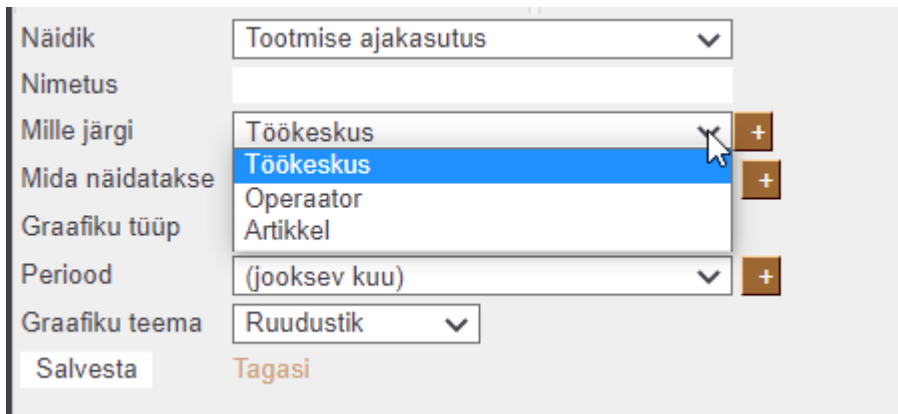 Näidik Tootmise ajakasutus
Nimetus
Mille järgi Töökeskus +
Töökeskus
Mida näidatakse +
Operaator
Graafiku tüüp Artikkel
Periood (jooksev kuu) +
Graafiku teema Ruudustik
Salvesta Tagasi